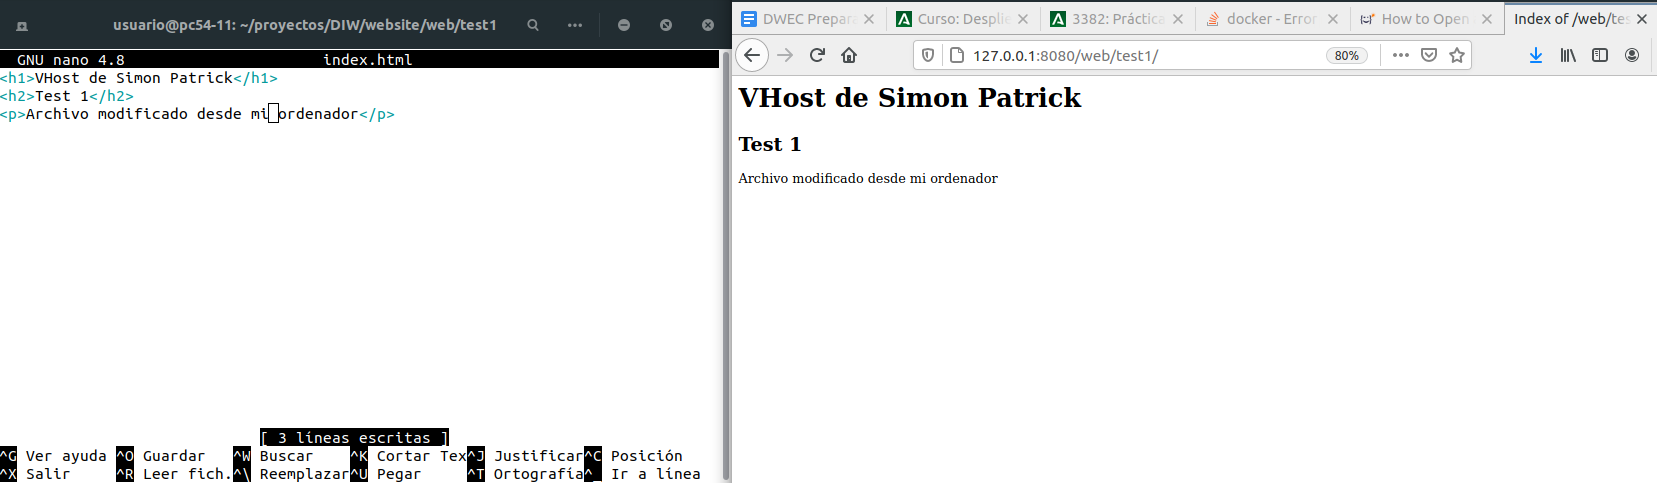 usuario@pc54-11: ~/proyectos/DIW/website/web/test1
GNU nano 4.8 index.html
<h1>VHost de Simon Patrick</h1>
<h2>Test 1</h2>
<p>Archivo modificado desde mi ordenador</p>
[ 3 líneas escritas ]
^G Ver ayuda ^O Guardar ^W Buscar ^K Cortar Tex^J Justificar^C Posición
^X Salir ^R Leer fich.^\ Reemplazar^U Pegar ^T Ortografía^_ Ir a línea
DWEC Prepara Curso: Desplie 3382: Práctica docker - Error How to Open Index of /web/tes
127.0.0.1:8080/web/test1/ 80%
VHost de Simon Patrick
Test 1
Archivo modificado desde mi ordenador